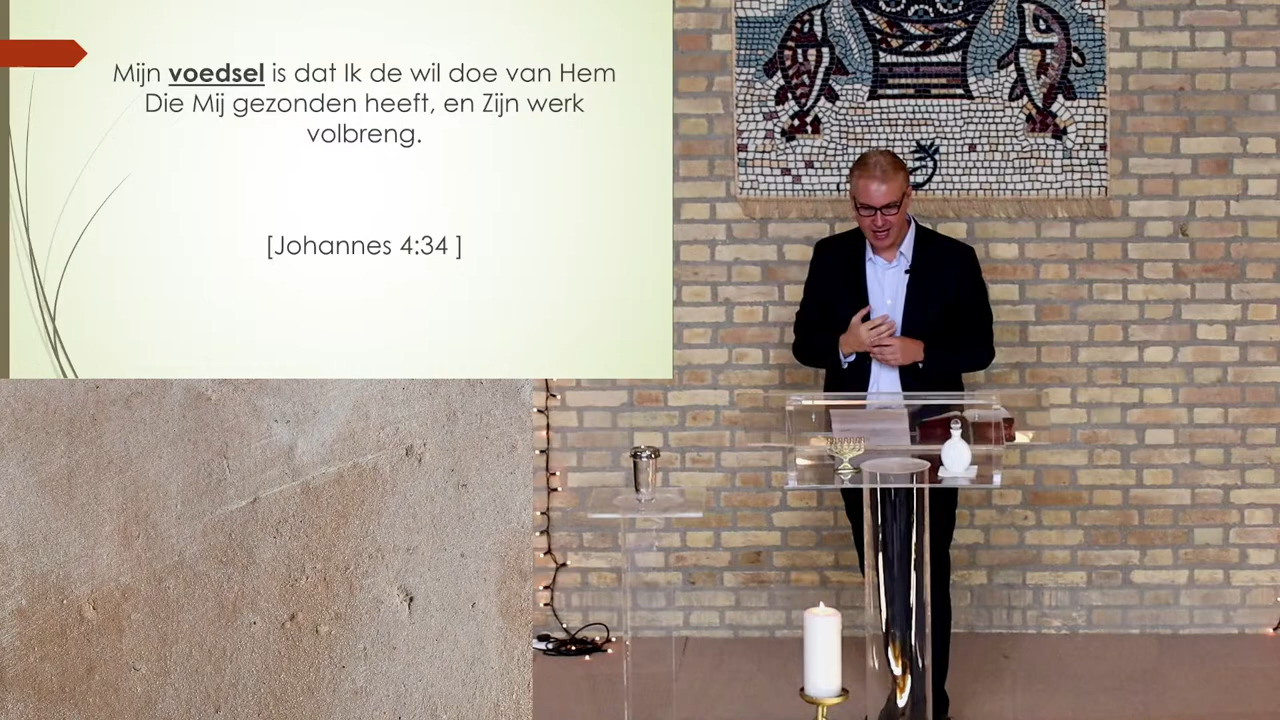 Mijn voedsel is dat Ik de wil doe van Hem
Die Mij gezonden heeft, en Zijn werk
volbreng.
[Johannes 4:34 ]